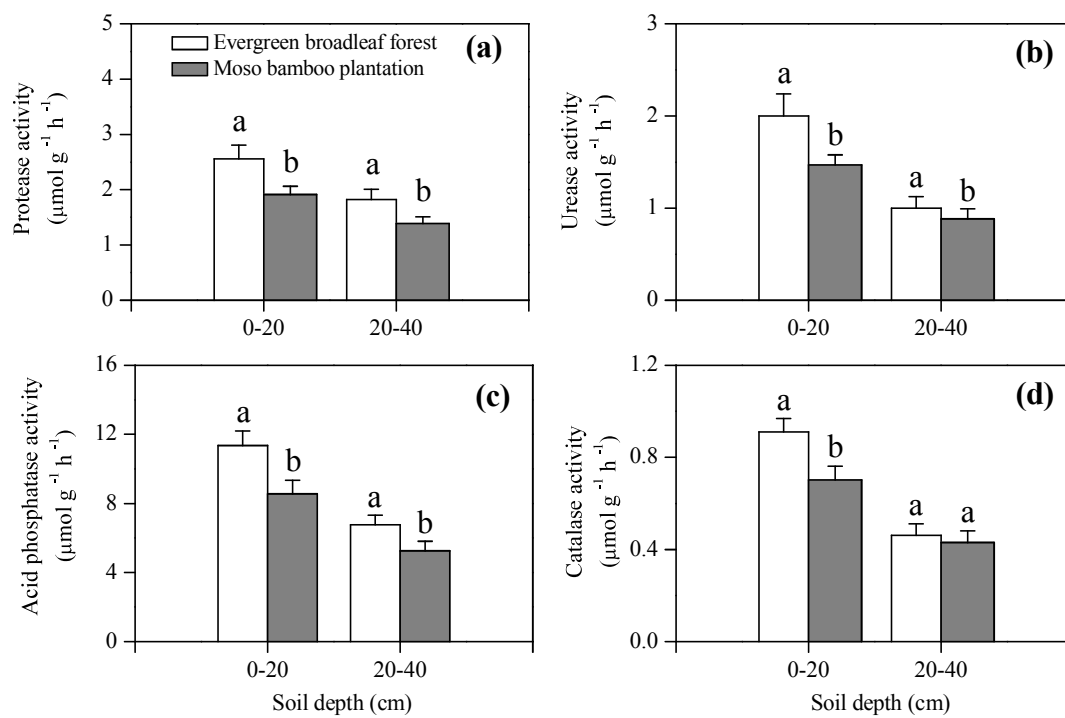 5
4
3
2
1
0
Protease activity
(μmol g -1 h -1)
Evergreen broadleaf forest
Moso bamboo plantation
(a)
a
b
a
b
0-20
20-40
3
2
1
0
Urease activity
(μmol g -1 h -1)
(b)
a
b
a
b
0-20
20-40
16
12
8
4
0
Acid phosphatase activity
(μmol g -1 h -1)
(c)
a
b
a
b
0-20
20-40
Soil depth (cm)
1.2
0.8
0.4
0.0
Catalase activity
(μmol g -1 h -1)
(d)
a
b
a
a
0-20
20-40
Soil depth (cm)